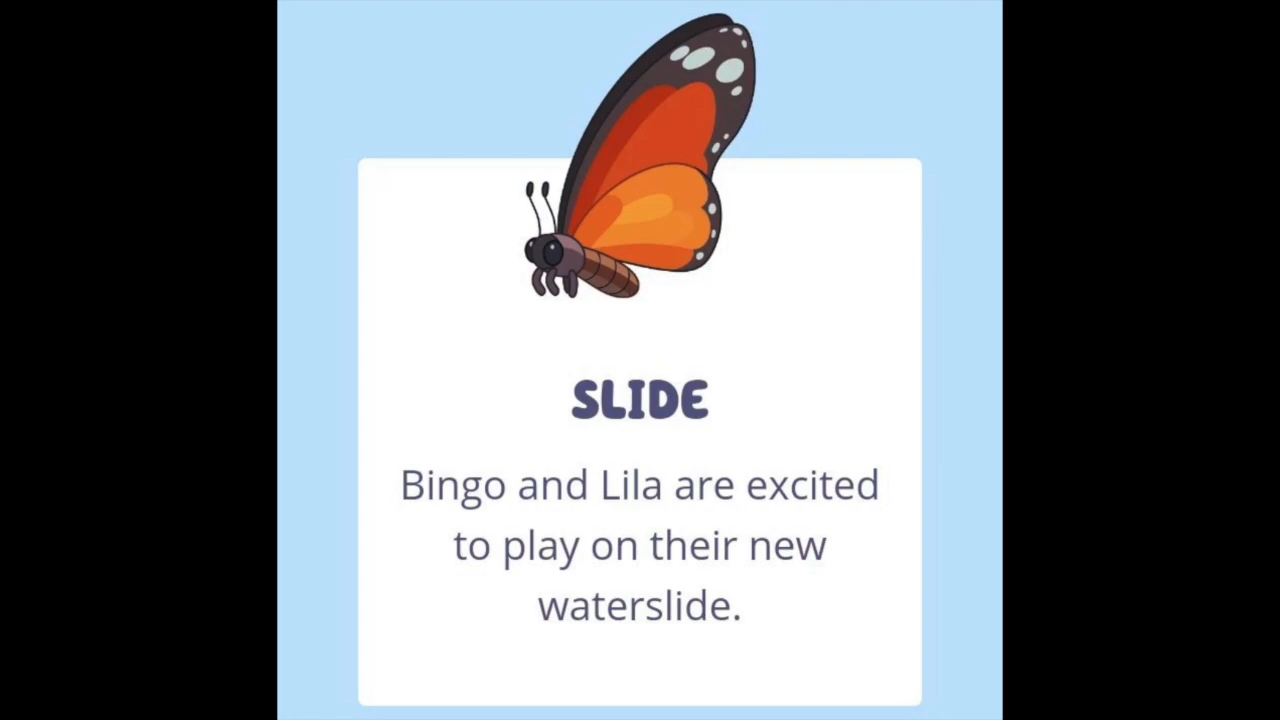 SLIDE
Bingo and Lila are excited
to play on their new
waterslide.